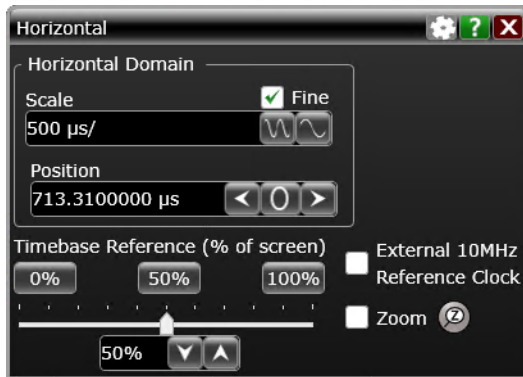 Horizontal
?
X
Horizontal Domain
Scale
Fine
500 µs/
Position
713.3100000 µs
0
Timebase Reference (% of screen)
0%
50%
100%
External 10MHz
Reference Clock
Zoom
Z
50%